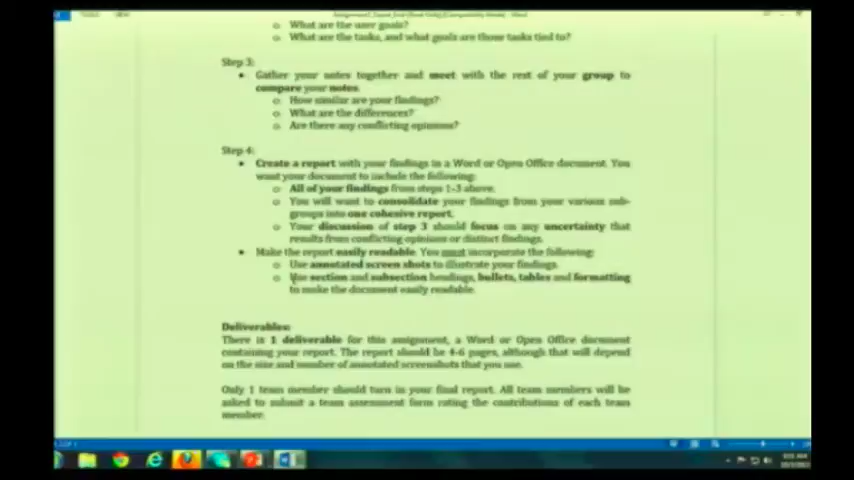 o What are the user goals?
o What are the tasks, and what goals are those tasks tied to?
Step 3:
• Gather your notes together and meet with the rest of your group to
compare your notes.
o How similar are your findings?
o What are the differences?
o Are there any conflicting opinions?
Step 4:
• Create a report with your findings in a Word or Open Office document. You
want your document to include the following:
o All of your findings from steps 1-3 above.
o You will want to consolidate your findings from your various sub-
groups into one cohesive report.
o Your discussion of step 3 should focus on any uncertainty that
results from conflicting opinions or distinct findings.
• Make the report easily readable. You must incorporate the following:
o Use annotated screen shots to illustrate your findings.
o Use section and subsection headings, bullets, tables and formatting
to make the document easily readable.
Deliverables:
There is 1 deliverable for this assignment, a Word or Open Office document
containing your report. The report should be 4-6 pages, although that will depend
on the size and number of annotated screenshots that you use.
Only 1 team member should turn in your final report. All team members will be
asked to submit a team assessment form rating the contributions of each team
member.